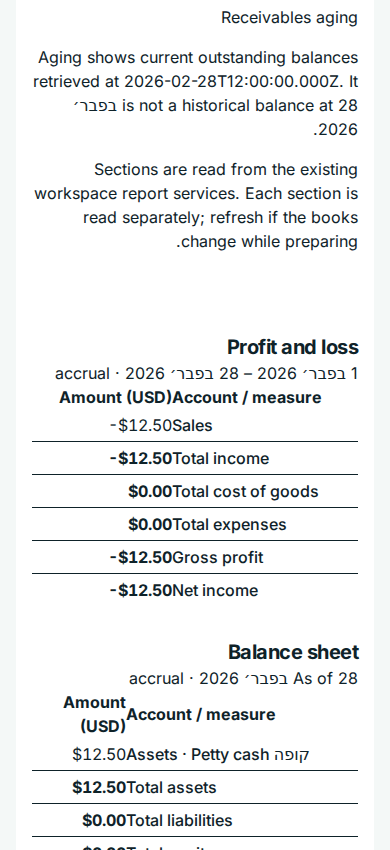 Receivables aging
Aging shows current outstanding balances
retrieved at 2026-02-28T12:00:00.000Z. It
is not a historical balance at 28 בפבר׳
2026.
Sections are read from the existing
workspace report services. Each section is
read separately; refresh if the books
change while preparing.
Profit and loss
1 בפבר׳ 2026 – 28 בפבר׳ 2026 · accrual
Account / measure Amount (USD)
Sales -$12.50
Total income -$12.50
Total cost of goods $0.00
Total expenses $0.00
Gross profit -$12.50
Net income -$12.50
Balance sheet
As of 28 בפבר׳ 2026 · accrual
Account / measure Amount (USD)
Assets · Petty cash קופה $12.50
Total assets $12.50
Total liabilities $0.00